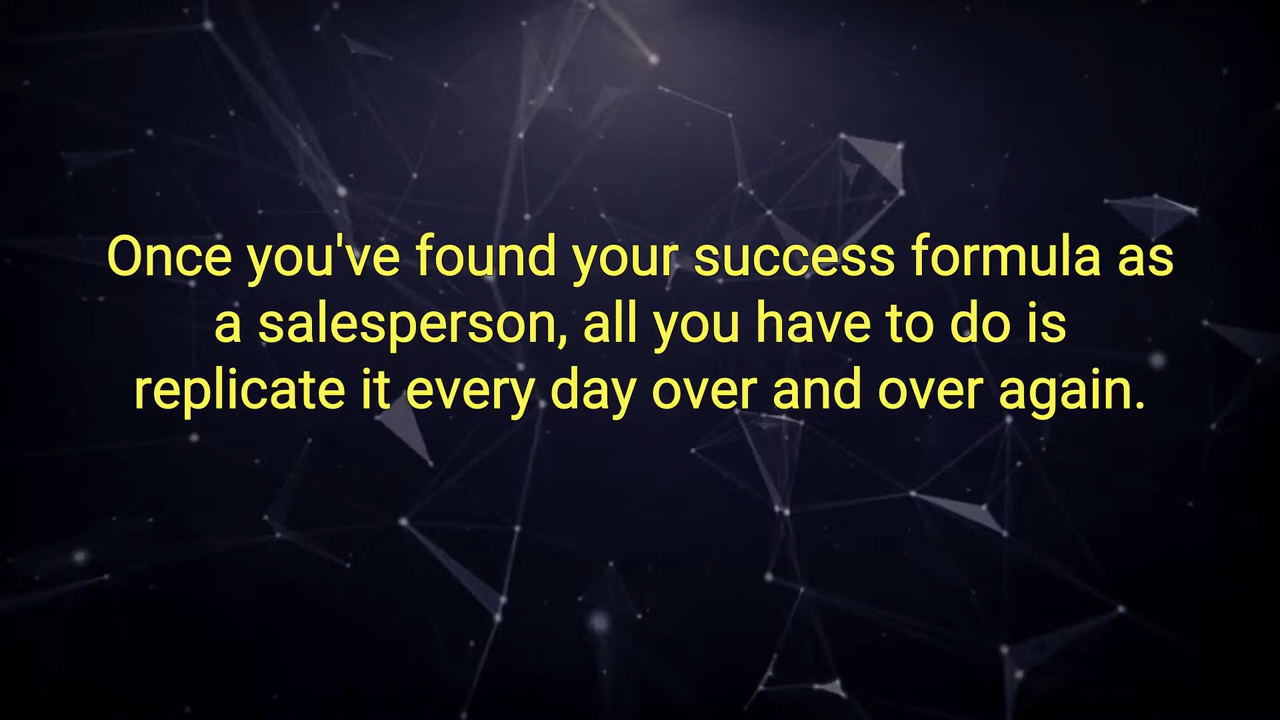 Once you've found your success formula as
a salesperson, all you have to do is
replicate it every day over and over again.